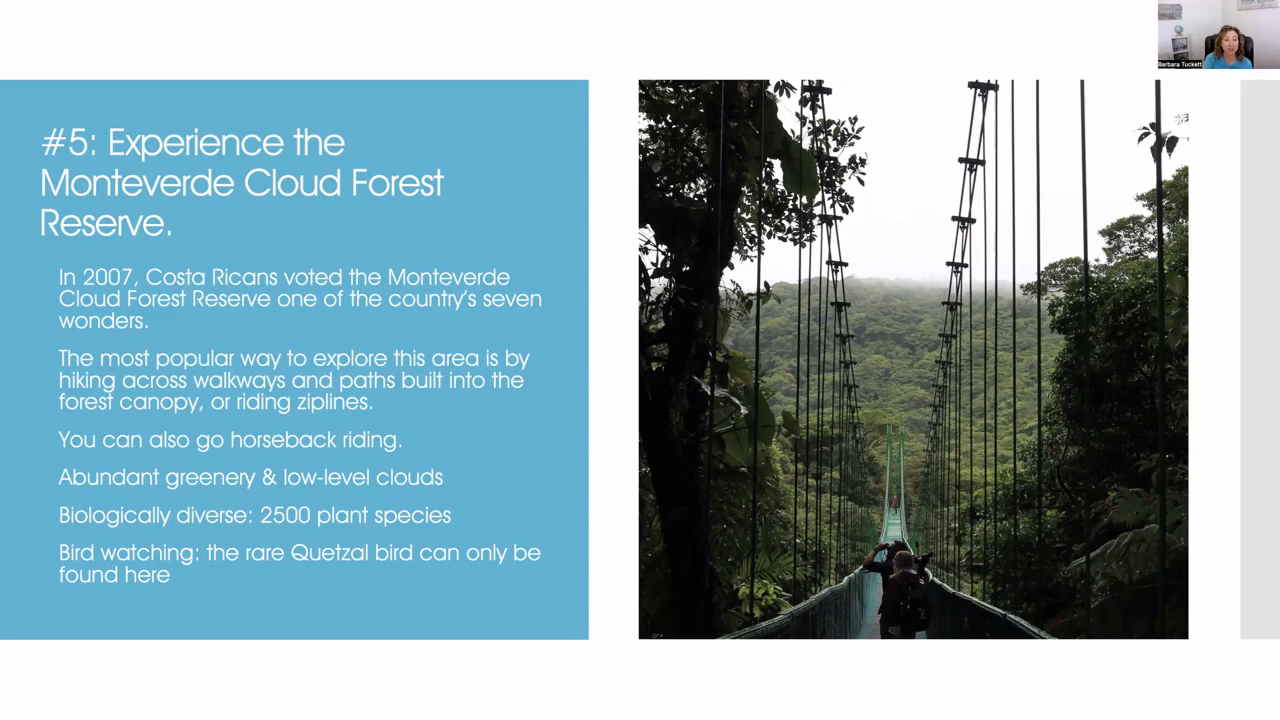 Barbara Tuckett
#5: Experience the
Monteverde Cloud Forest
Reserve.
In 2007, Costa Ricans voted the Monteverde
Cloud Forest Reserve one of the country's seven
wonders.
The most popular way to explore this area is by
hiking across walkways and paths built into the
forest canopy, or riding ziplines.
You can also go horseback riding.
Abundant greenery & low-level clouds
Biologically diverse: 2500 plant species
Bird watching: the rare Quetzal bird can only be
found here